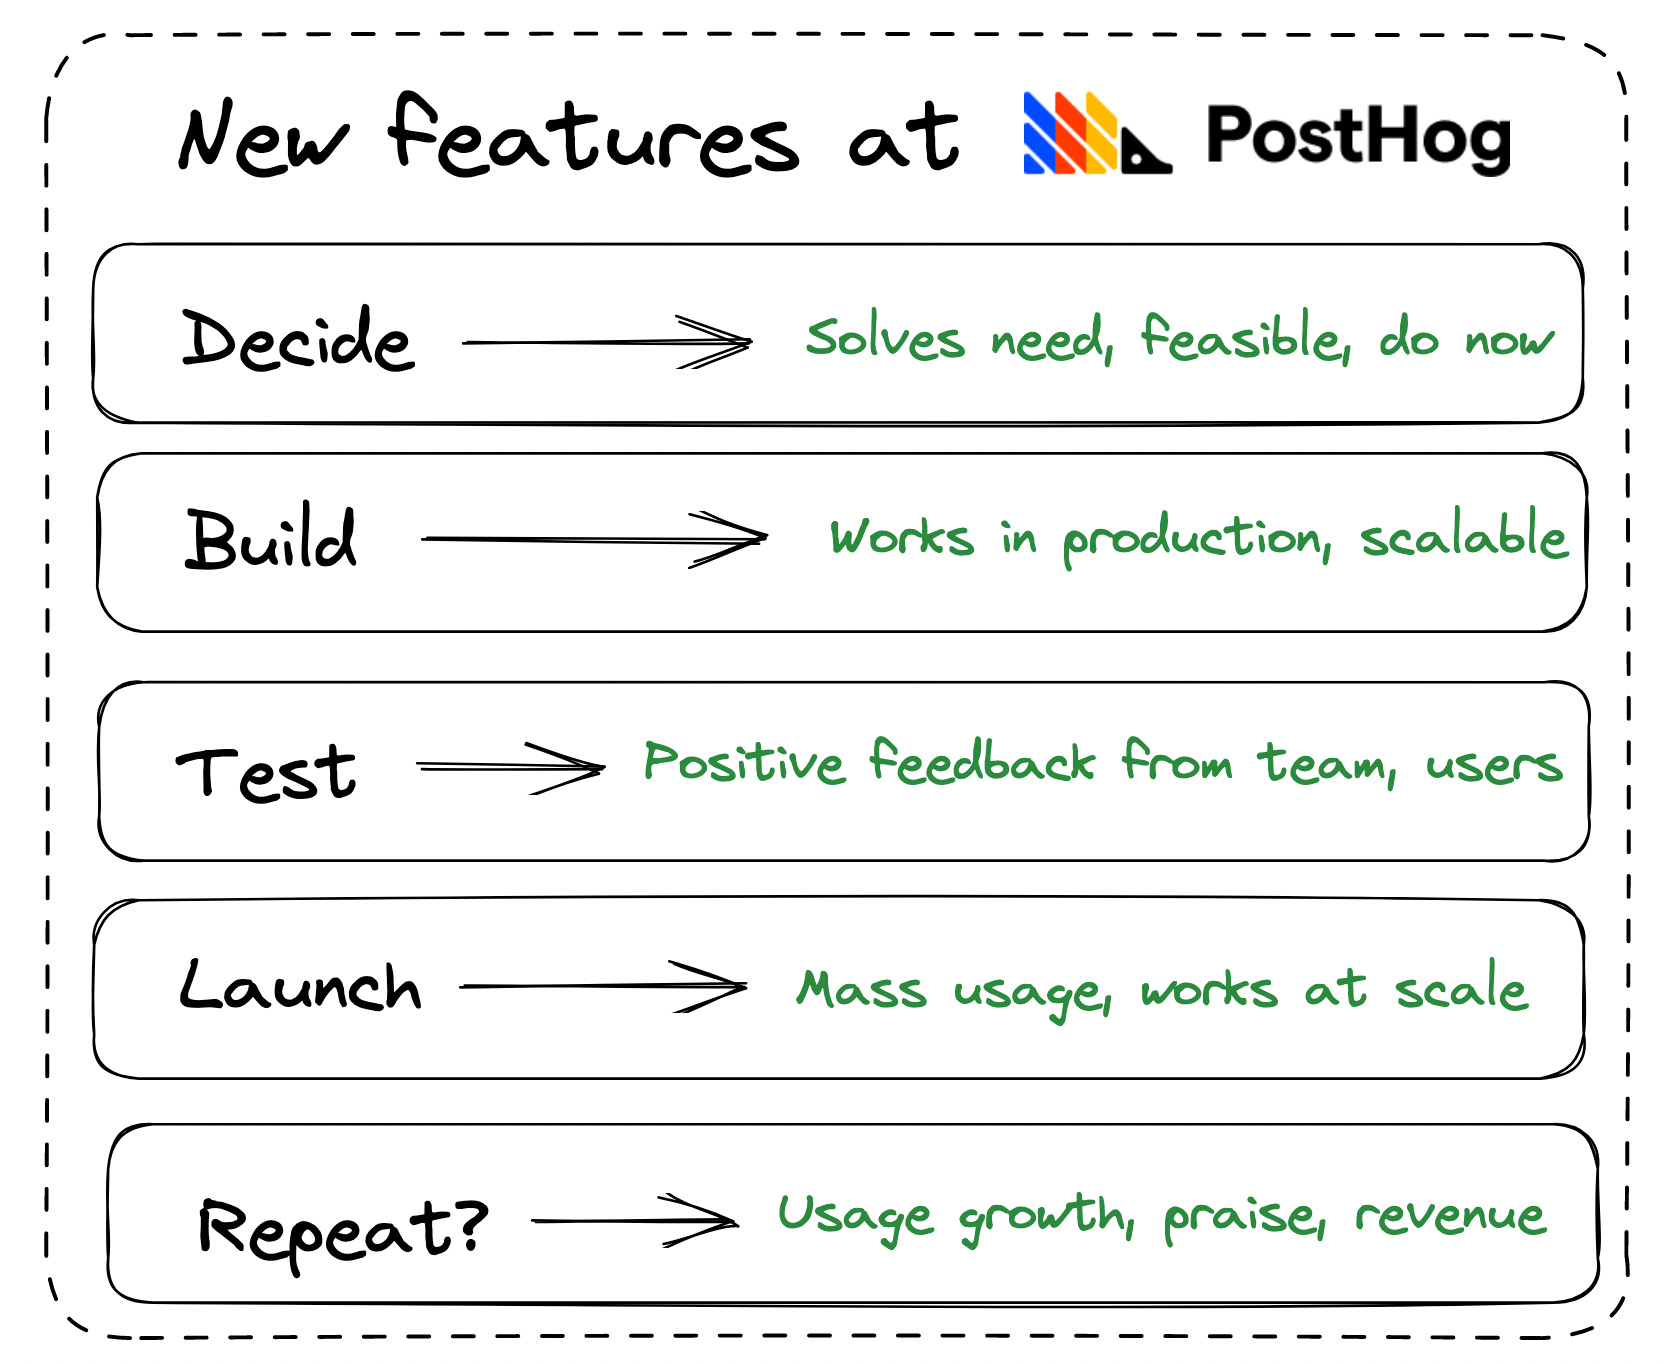 New features at PostHog
Decide Solves need, feasible, do now
Build Works in production, scalable
Test Positive feedback from team, users
Launch Mass usage, works at scale
Repeat? Usage growth, praise, revenue